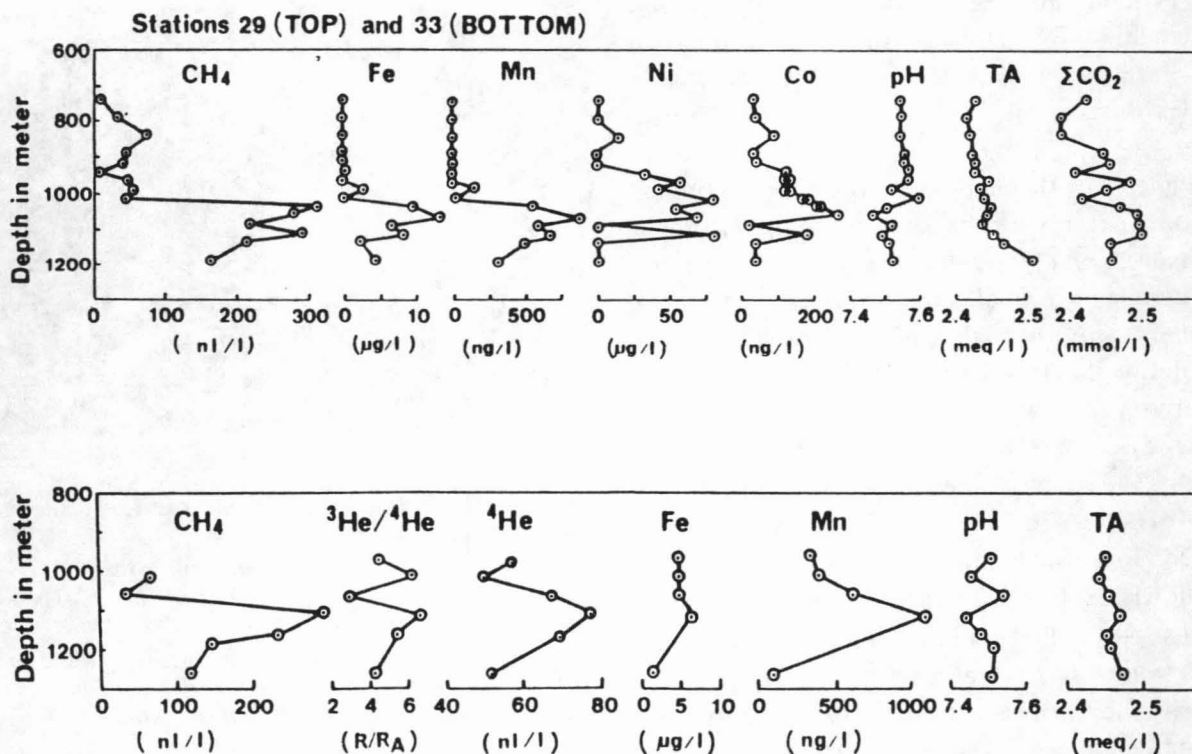 Stations 29 (TOP) and 33 (BOTTOM)
CH4 Fe Mn Ni Co pH TA ΣCO2
Depth in meter
600
800
1000
1200
0 100 200 300 0 10 0 500 0 50 0 200 7.4 7.6 2.4 2.5 2.4 2.5
(nl/l) (µg/l) (ng/l) (µg/l) (ng/l) (meq/l) (mmol/l)
CH4 3He/4He 4He Fe Mn pH TA
Depth in meter
800
1000
1200
0 100 200 2 4 6 40 60 80 0 5 10 0 500 1000 7.4 7.6 2.4 2.5
(nl/l) (R/RA) (nl/l) (µg/l) (ng/l) (meq/l)